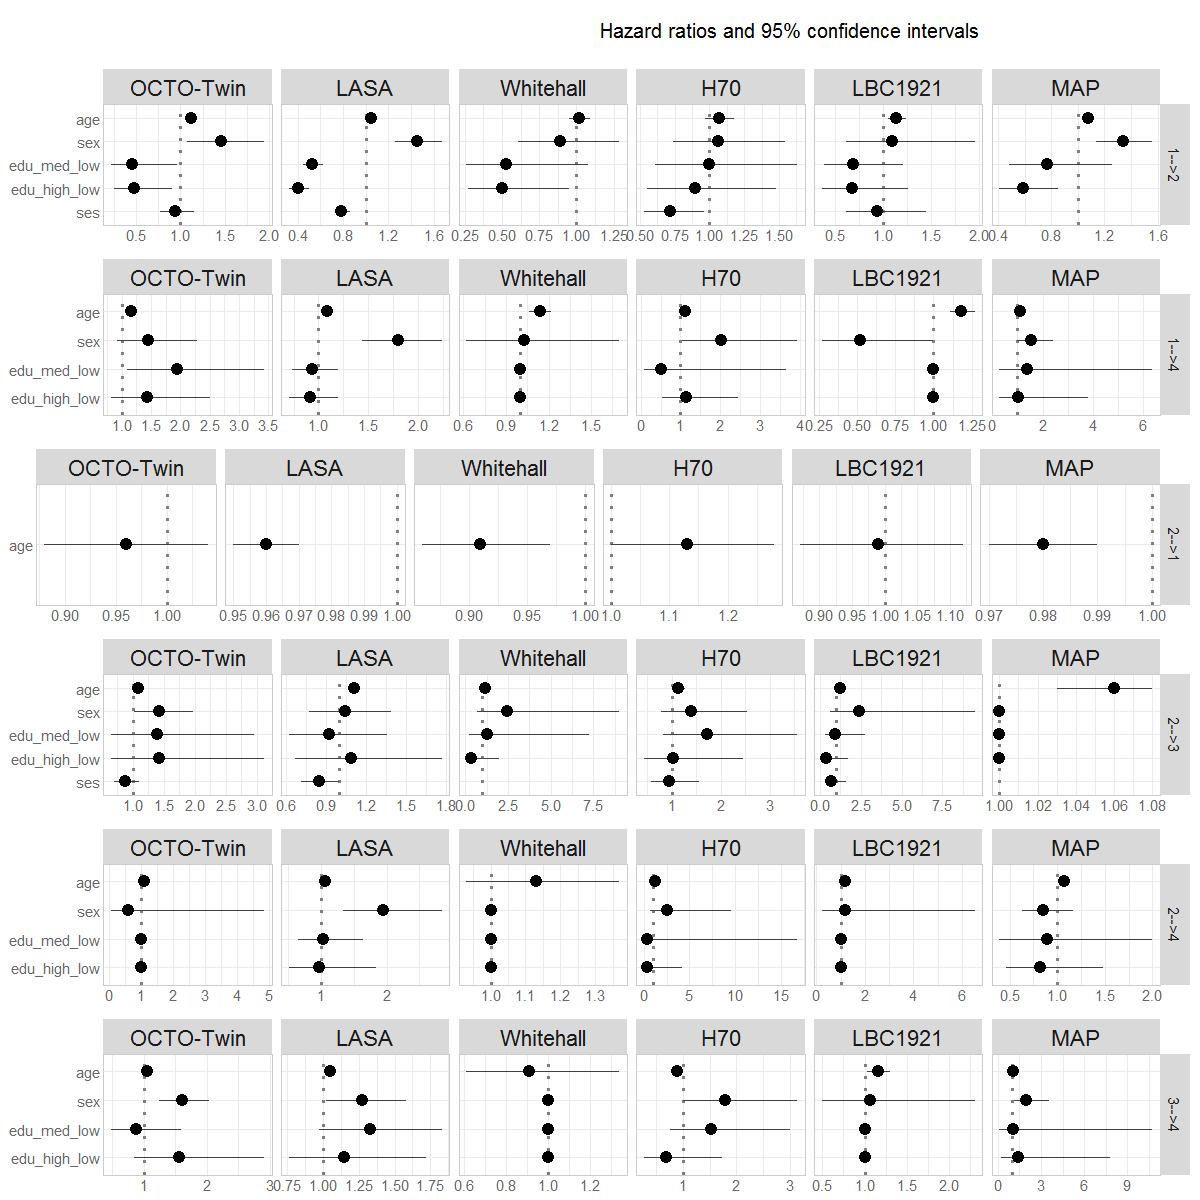 Hazard ratios and 95% confidence intervals
OCTO-Twin LASA Whitehall H70 LBC1921 MAP
age
sex
edu_med_low
edu_high_low
ses
1-->2
0.5 1.0 1.5 2.0 0.4 0.8 1.2 1.6 0.25 0.50 0.75 1.00 1.25 0.50 1.00 1.50 0.5 1.0 1.5 2.0 0.4 0.8 1.2 1.6
OCTO-Twin LASA Whitehall H70 LBC1921 MAP
age
sex
edu_med_low
edu_high_low
1-->4
1.0 1.5 2.0 2.5 3.0 3.5 1.0 1.5 2.0 0.6 0.9 1.2 1.5 0 1 2 3 4 0.25 0.50 0.75 1.00 1.25 0 2 4 6
OCTO-Twin LASA Whitehall H70 LBC1921 MAP
age
2-->1
0.90 0.95 1.00 0.95 0.96 0.97 0.98 0.99 1.00 0.90 0.95 1.00 1.0 1.1 1.2 0.90 0.95 1.00 1.05 1.10 0.97 0.98 0.99 1.00
OCTO-Twin LASA Whitehall H70 LBC1921 MAP
age
sex
edu_med_low
edu_high_low
ses
2-->3
1.0 1.5 2.0 2.5 3.0 0.6 0.9 1.2 1.5 1.8 0.0 2.5 5.0 7.5 1 2 3 0.0 2.5 5.0 7.5 1.00 1.02 1.04 1.06 1.08
OCTO-Twin LASA Whitehall H70 LBC1921 MAP
age
sex
edu_med_low
edu_high_low
2-->4
0 1 2 3 4 5 1 2 1.0 1.1 1.2 1.3 0 5 10 15 0 2 4 6 0.5 1.0 1.5 2.0
OCTO-Twin LASA Whitehall H70 LBC1921 MAP
age
sex
edu_med_low
edu_high_low
3-->4
1 2 3 0.75 1.00 1.25 1.50 1.75 0.6 0.8 1.0 1.2 0 1 2 3 0.5 1.0 1.5 2.0 0 3 6 9